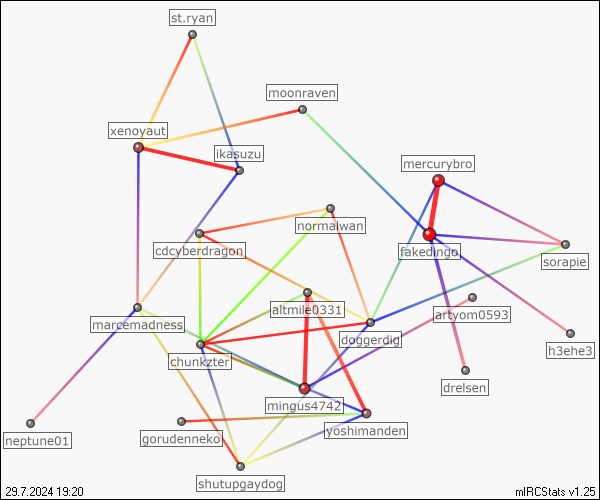 st.ryan
moonraven
xenoyaut
ikasuzu
mercurybro
normalwan
cdcyberdragon
fakedingo
sorapie
altmile0331
artyom0593
marcemadness
doggerdig
h3ehe3
chunkzter
drelsen
mingus4742
neptune01
gorudenneko
yoshimanden
shutupgaydog
29.7.2024 19:20
mIRCStats v1.25